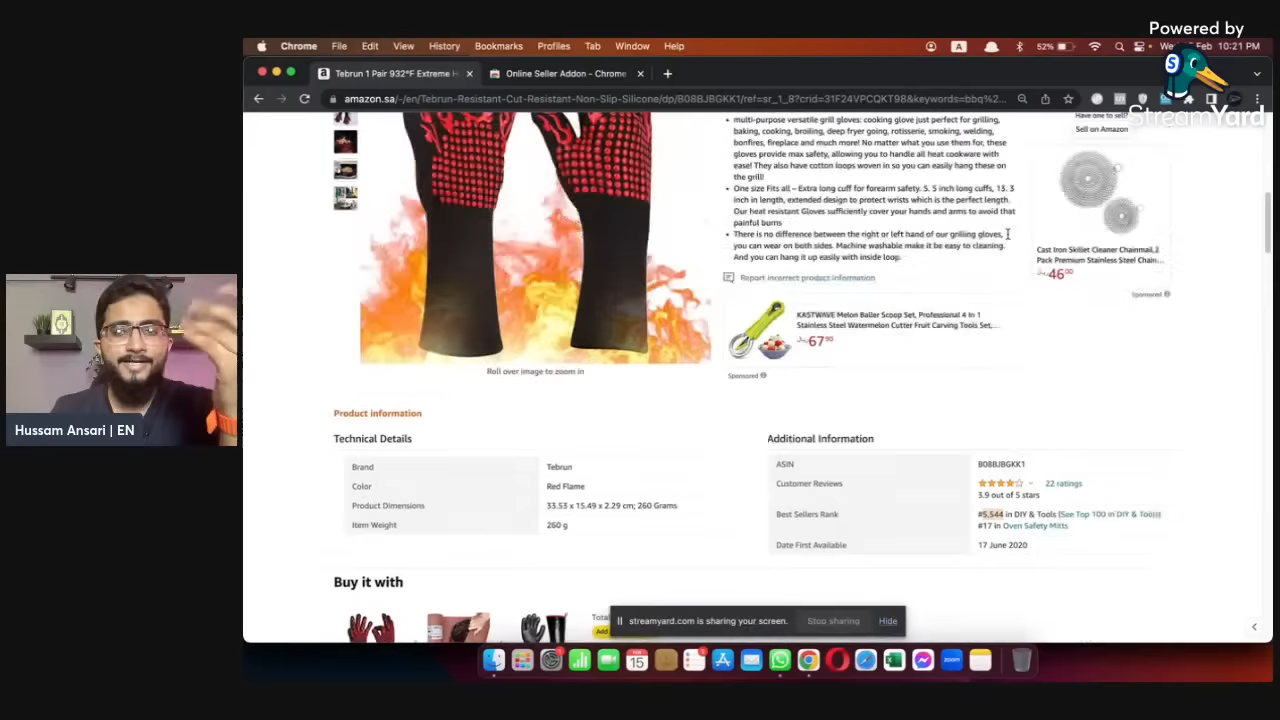 Powered by
StreamYard
Chrome File Edit View History Bookmarks Profiles Tab Window Help
A 52% 10:21 PM
Tebrun 1 Pair 932°F Extreme H
Online Seller Addon - Chrome
amazon.sa/-/en/Tebrun-Resistant-Cut-Resistant-Non-Slip-Silicone/dp/B08BJBGKK1/ref=sr_1_8?crid=31F24VPCQKT98&keywords=bbq%2...
multi-purpose versatile grill gloves: cooking glove just perfect for grilling,
baking, cooking, broiling, deep fryer going, rotisserie, smoking, welding,
bonfires, fireplace and much more! No matter what you use them for, these
gloves provide max safety, allowing you to handle all heat cookware with
ease! They also have cotton loops woven in so you can easily hang these on
the grill!
One size Fits all – Extra long cuff for forearm safety. 5. 5 inch long cuffs, 13. 3
inch in length, extended design to protect wrists which is the perfect length.
Our heat resistant Gloves sufficiently cover your hands and arms to avoid that
painful burns
There is no difference between the right or left hand of our grilling gloves,
you can wear on both sides. Machine washable make it be easy to cleaning.
And you can hang it up easily with inside loop.
Report incorrect product information
KASTWAVE Melon Baller Scoop Set, Professional 4 In 1
Stainless Steel Watermelon Cutter Fruit Carving Tools Set,...
67
Sponsored
Have one to sell?
Sell on Amazon
Cast Iron Skillet Cleaner Chainmail,2
Pack Premium Stainless Steel Chain...
46
Sponsored
Roll over image to zoom in
Product information
Technical Details
Brand Tebrun
Color Red Flame
Product Dimensions 33.53 x 15.49 x 2.29 cm; 260 Grams
Item Weight 260 g
Additional Information
ASIN B08BJBGKK1
Customer Reviews 22 ratings
3.9 out of 5 stars
Best Sellers Rank #5,544 in DIY & Tools (See Top 100 in DIY & Tools)
#17 in Oven Safety Mitts
Date First Available 17 June 2020
Buy it with
streamyard.com is sharing your screen. Stop sharing Hide
15
zoom
Hussam Ansari | EN